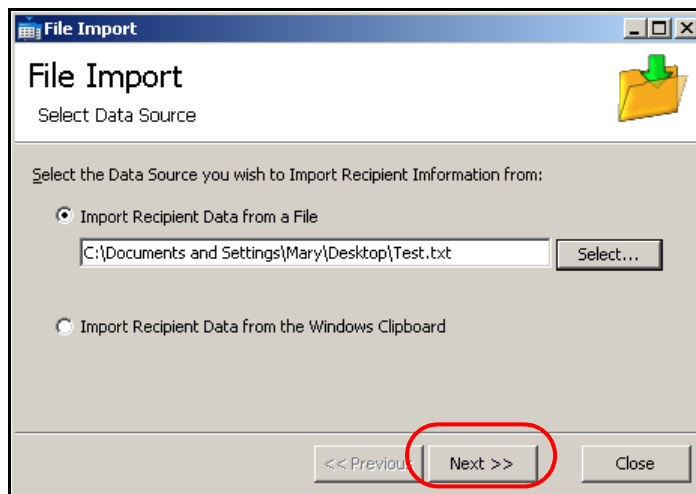 File Import
File Import
Select Data Source
Select the Data Source you wish to Import Recipient Imformation from:
Import Recipient Data from a File
C:\Documents and Settings\Mary\Desktop\Test.txt
Select...
Import Recipient Data from the Windows Clipboard
<< Previous Next >> Close